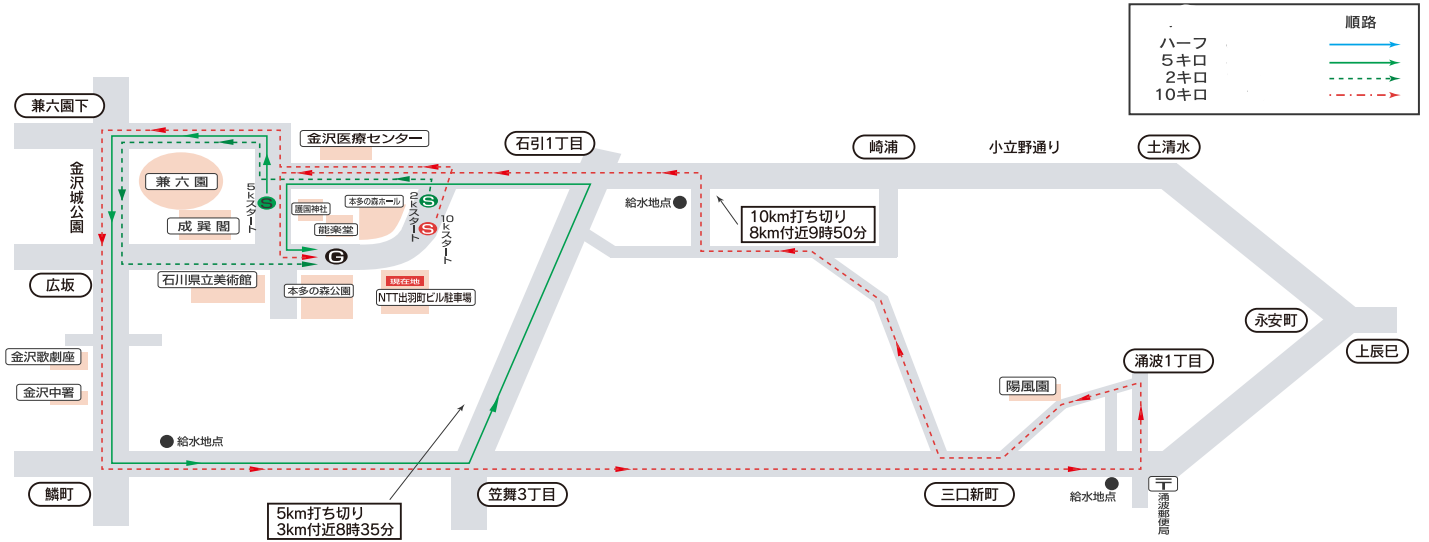 順路
ハーフ
5キロ
2キロ
10キロ
兼六園下
金沢医療センター
石引1丁目
崎浦
小立野通り
土清水
金沢城公園
兼六園
成巽閣
5kスタート
S
護国神社
本多の森ホール
能楽堂
2kスタート
S
S
10kスタート
給水地点
10km打ち切り
8km付近9時50分
G
広坂
石川県立美術館
本多の森公園
現在地
NTT出羽町ビル駐車場
永安町
上辰巳
金沢歌劇座
金沢中署
涌波1丁目
陽風園
給水地点
鱗町
笠舞3丁目
三口新町
給水地点
〒
涌波郵便局
5km打ち切り
3km付近8時35分